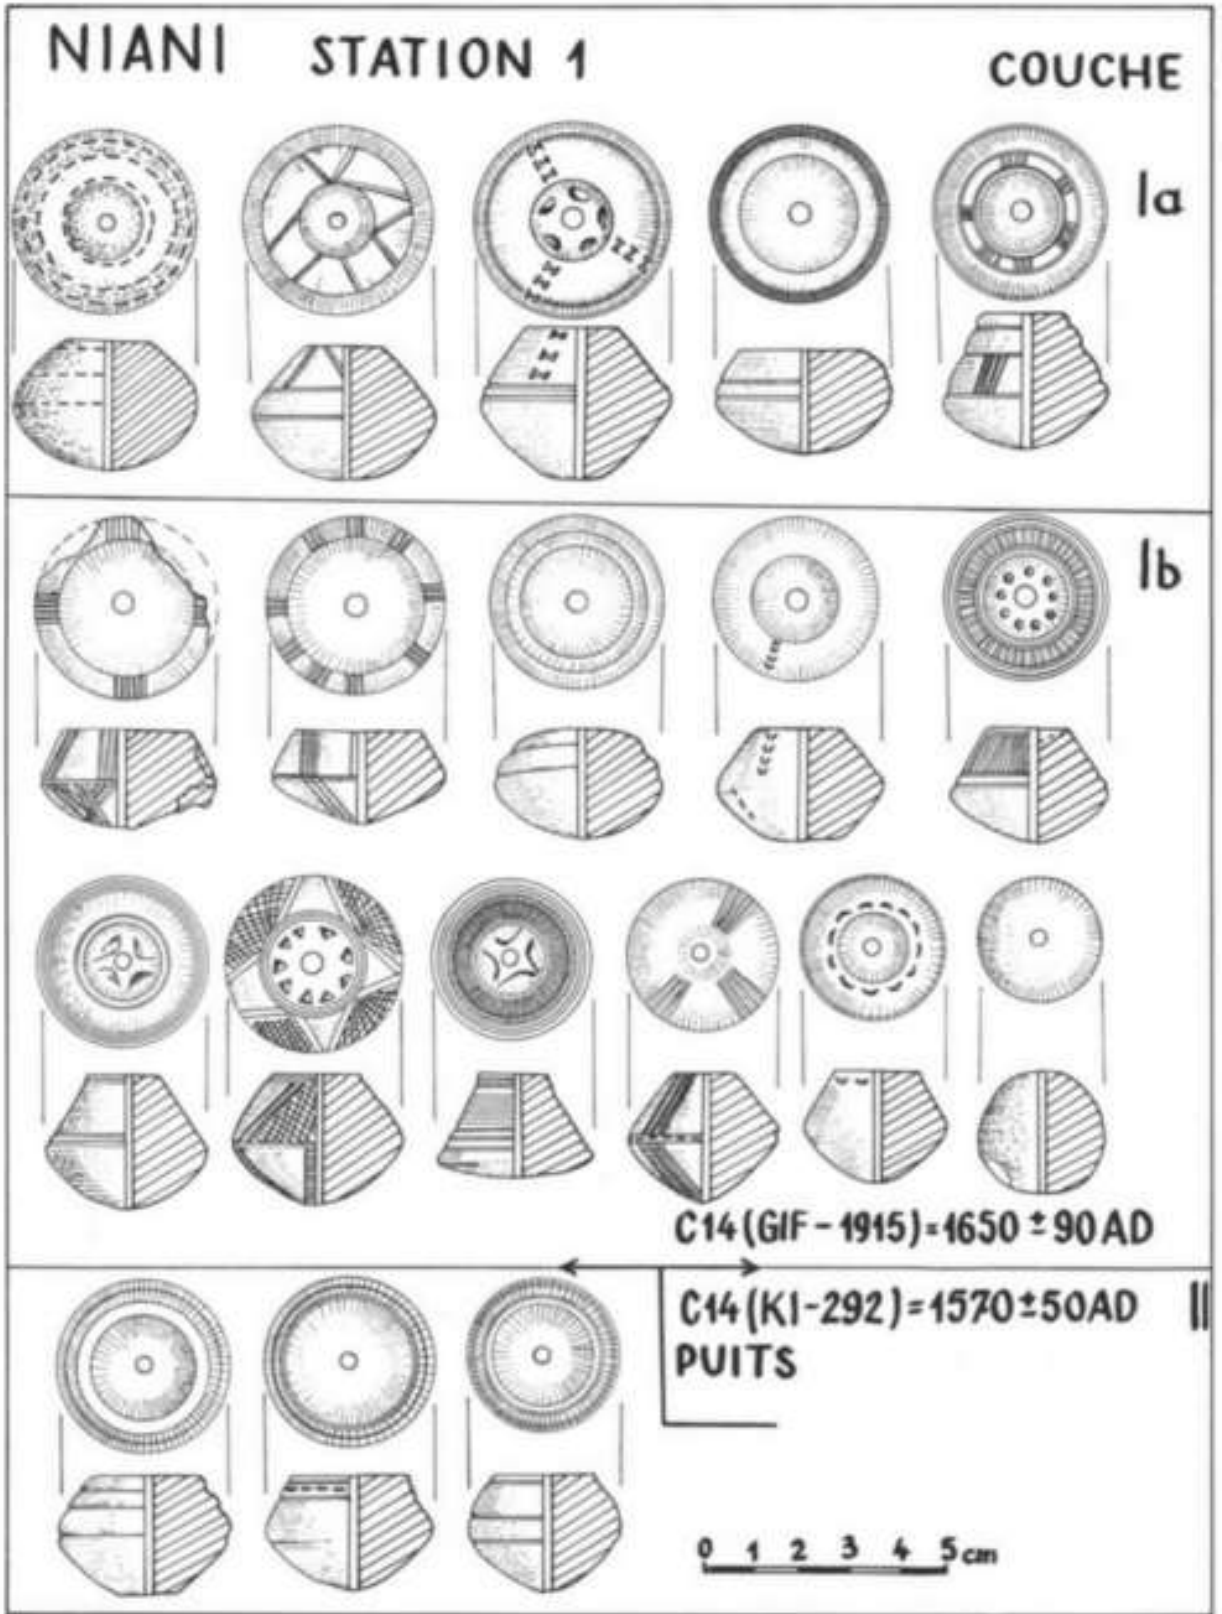 NIANI STATION 1 COUCHE
Ia
Ib
C14 (GIF - 1915) = 1650 ± 90 AD
C14 (KI-292) = 1570 ± 50 AD II
PUITS
0 1 2 3 4 5 cm